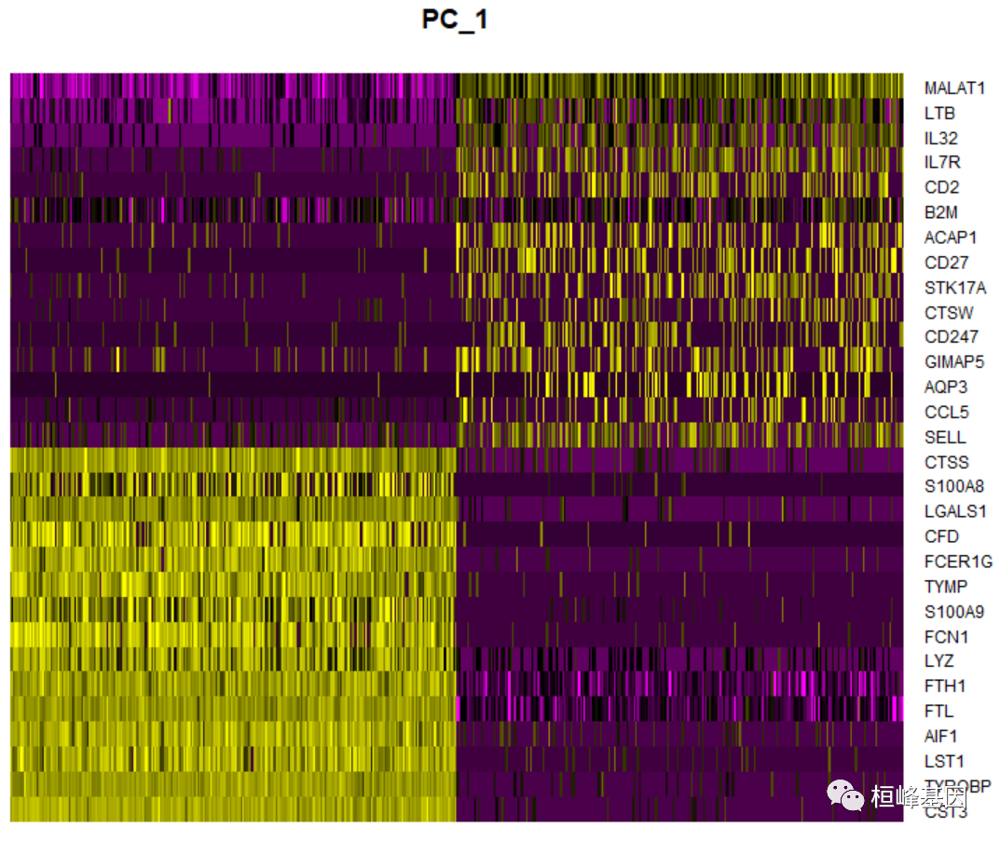 PC_1
MALAT1
LTB
IL32
IL7R
CD2
B2M
ACAP1
CD27
STK17A
CTSW
CD247
GIMAP5
AQP3
CCL5
SELL
CTSS
S100A8
LGALS1
CFD
FCER1G
TYMP
S100A9
FCN1
LYZ
FTH1
FTL
AIF1
LST1
TYROBP
桓峰基因
CST3